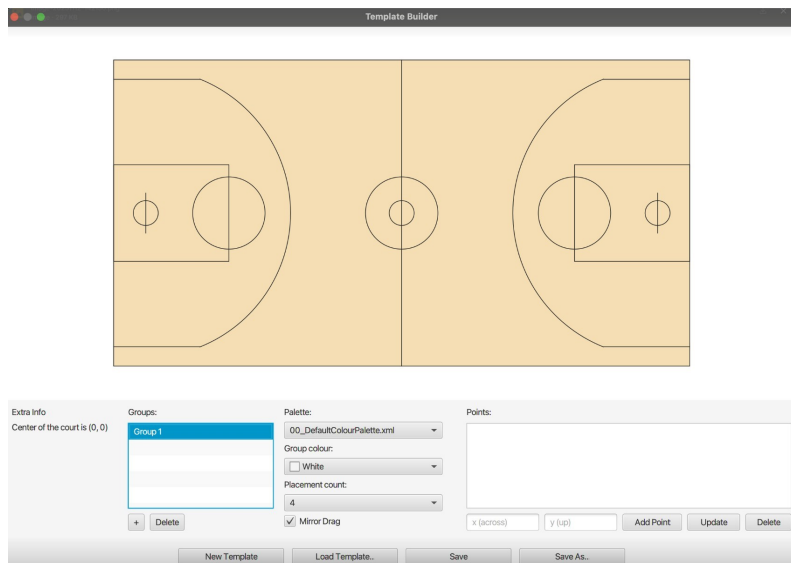 Template Builder
Extra Info
Center of the court is (0, 0)
Groups:
Group 1
+
Delete
Palette:
00_DefaultColourPalette.xml
Group colour:
White
Placement count:
4
Mirror Drag
Points:
x (across)
y (up)
Add Point
Update
Delete
New Template
Load Template..
Save
Save As..